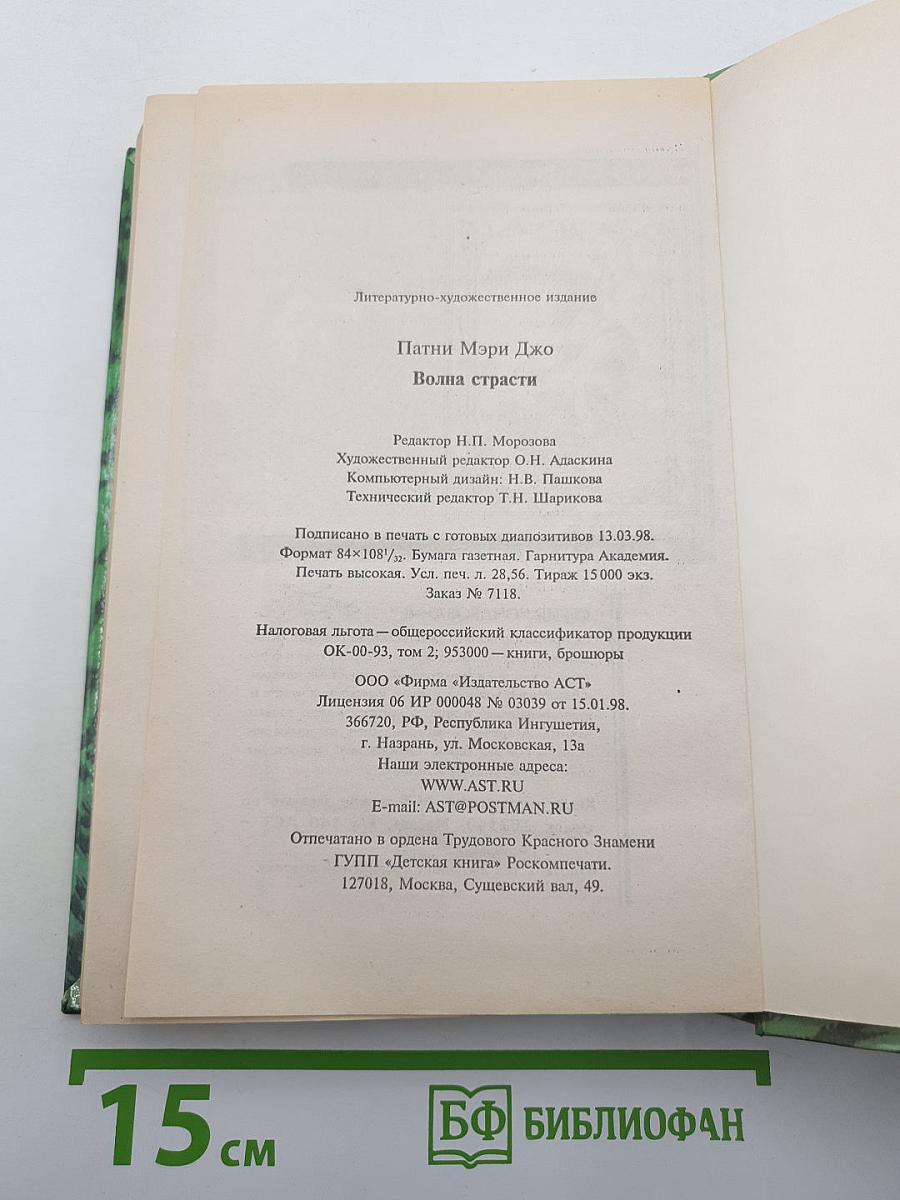 Литературно-художественное издание
Патни Мэри Джо
Волна страсти
Редактор Н.П. Морозова
Художественный редактор О.Н. Адаскина
Компьютерный дизайн: Н.В. Пашкова
Технический редактор Т.Н. Шарикова
Подписано в печать с готовых диапозитивов 13.03.98.
Формат 84×108¹/₃₂. Бумага газетная. Гарнитура Академия.
Печать высокая. Усл. печ. л. 28,56. Тираж 15 000 экз.
Заказ № 7118.
Налоговая льгота — общероссийский классификатор продукции
ОК-00-93, том 2; 953000 — книги, брошюры
ООО «Фирма «Издательство АСТ»
Лицензия 06 ИР 000048 № 03039 от 15.01.98.
366720, РФ, Республика Ингушетия,
г. Назрань, ул. Московская, 13а
Наши электронные адреса:
WWW.AST.RU
E-mail: AST@POSTMAN.RU
Отпечатано в ордена Трудового Красного Знамени
ГУПП «Детская книга» Роскомпечати.
127018, Москва, Сущевский вал, 49.
15 см
БФ БИБЛИОФАН